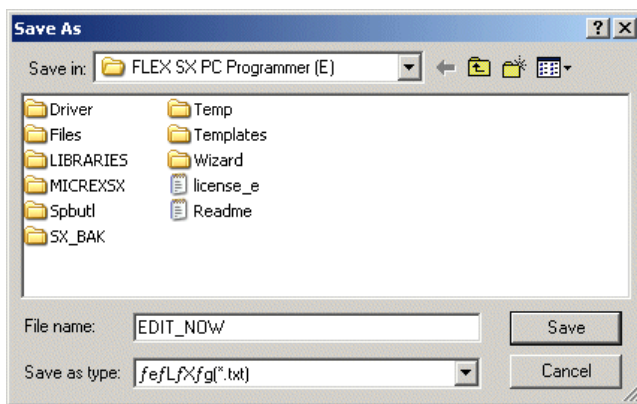 Save As
Save in: FLEX SX PC Programmer (E)
Driver
Files
LIBRARIES
MICREXSX
Spbutl
SX_BAK
Temp
Templates
Wizard
license_e
Readme
File name: EDIT_NOW
Save
Save as type: ƒeƒLƒXƒg(*.txt)
Cancel